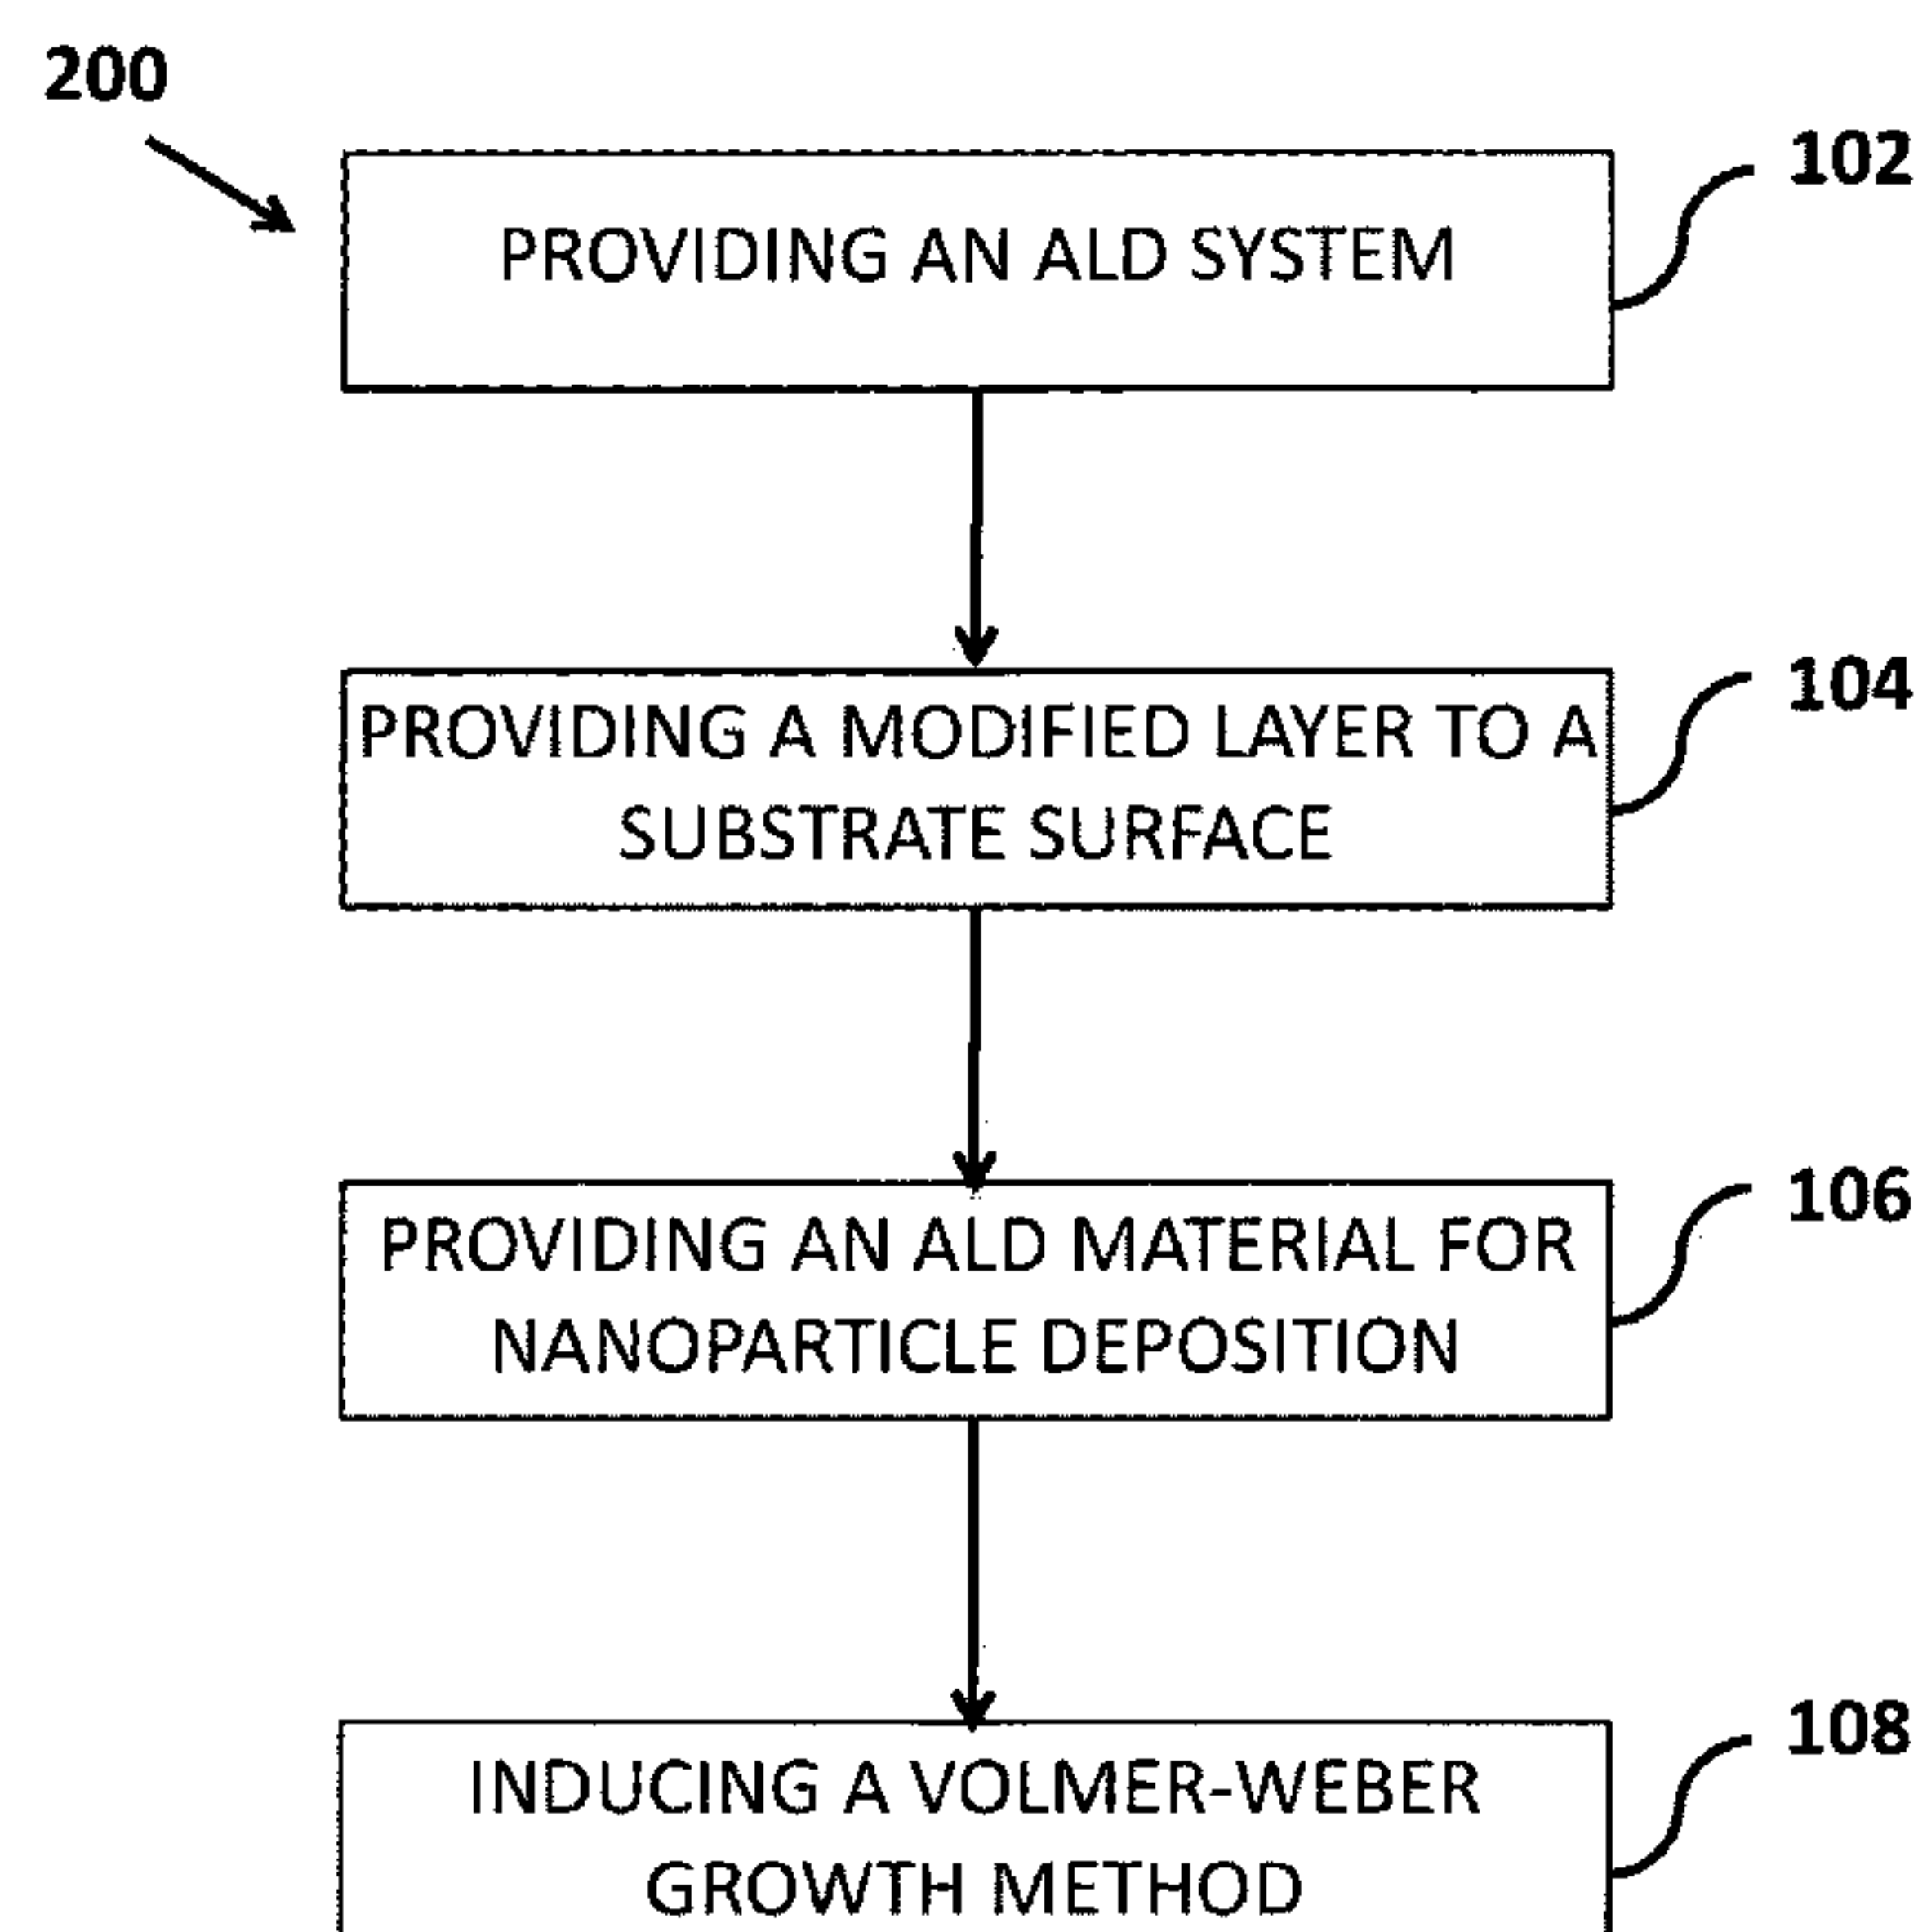 200
102
PROVIDING AN ALD SYSTEM
104
PROVIDING A MODIFIED LAYER TO A
SUBSTRATE SURFACE
106
PROVIDING AN ALD MATERIAL FOR
NANOPARTICLE DEPOSITION
108
INDUCING A VOLMER-WEBER
GROWTH METHOD